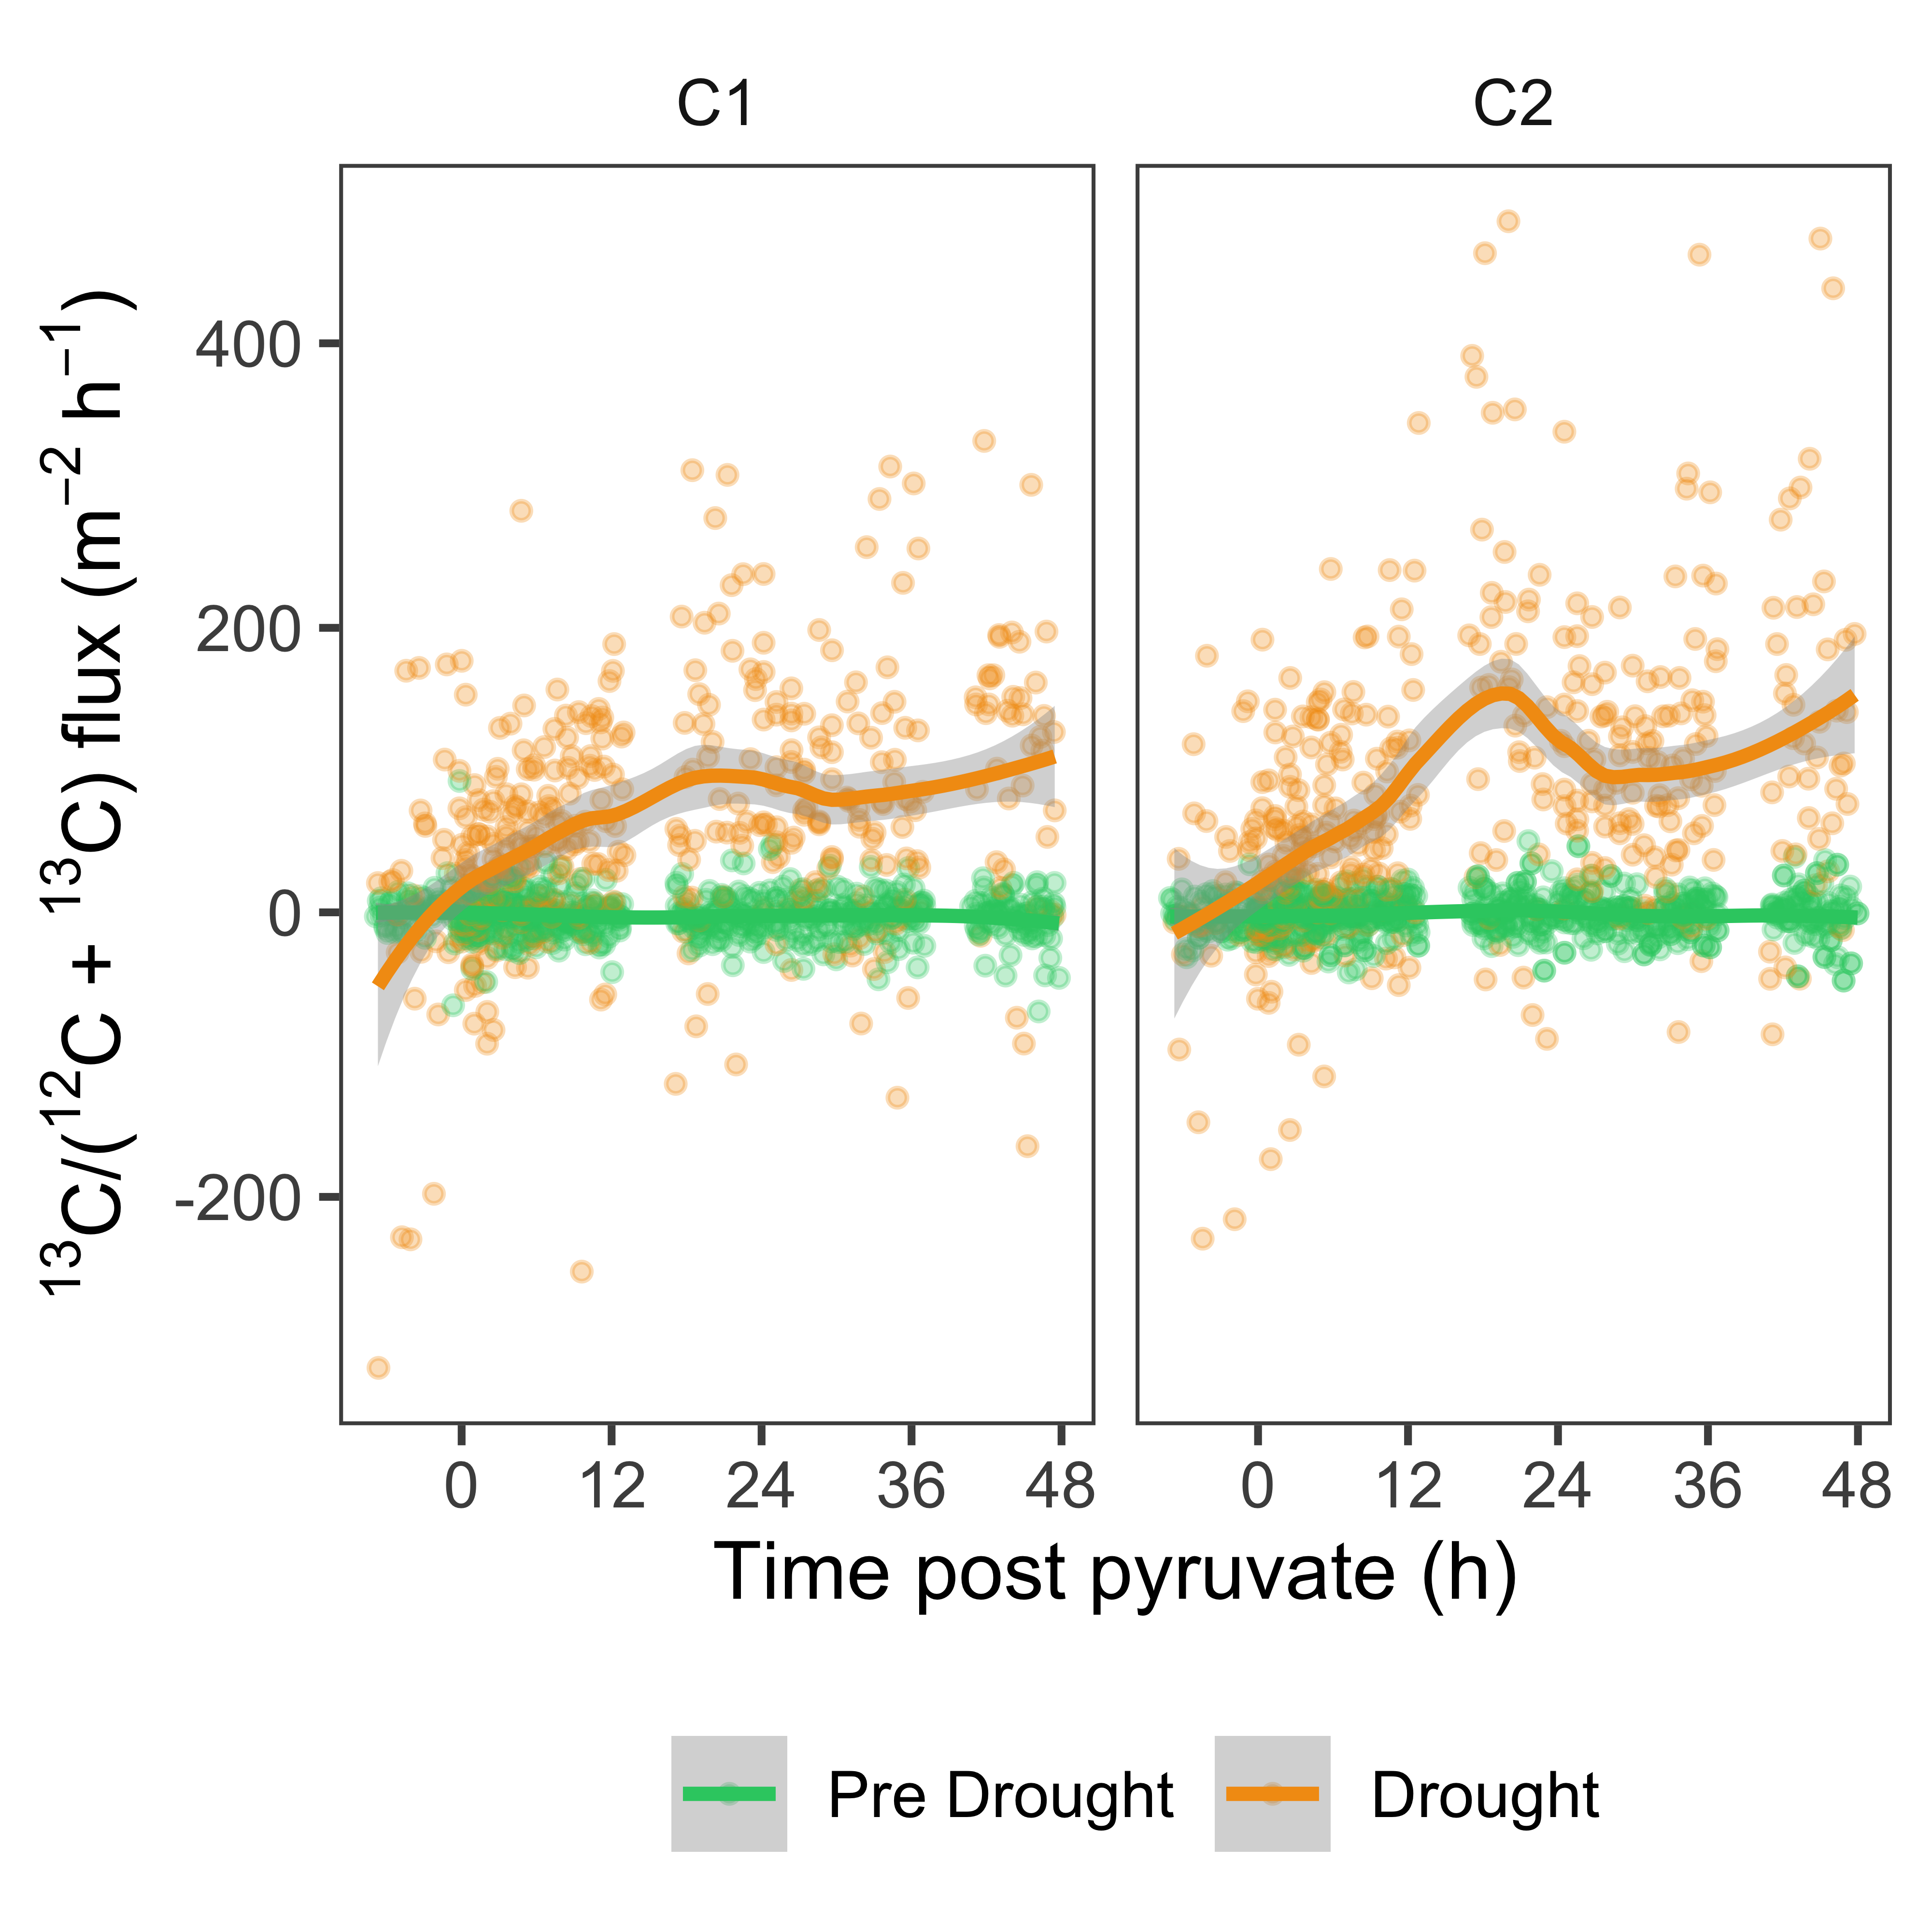 C1 C2
¹³C/(¹²C + ¹³C) flux (m⁻² h⁻¹)
400
200
0
-200
0 12 24 36 48 0 12 24 36 48
Time post pyruvate (h)
Pre Drought Drought